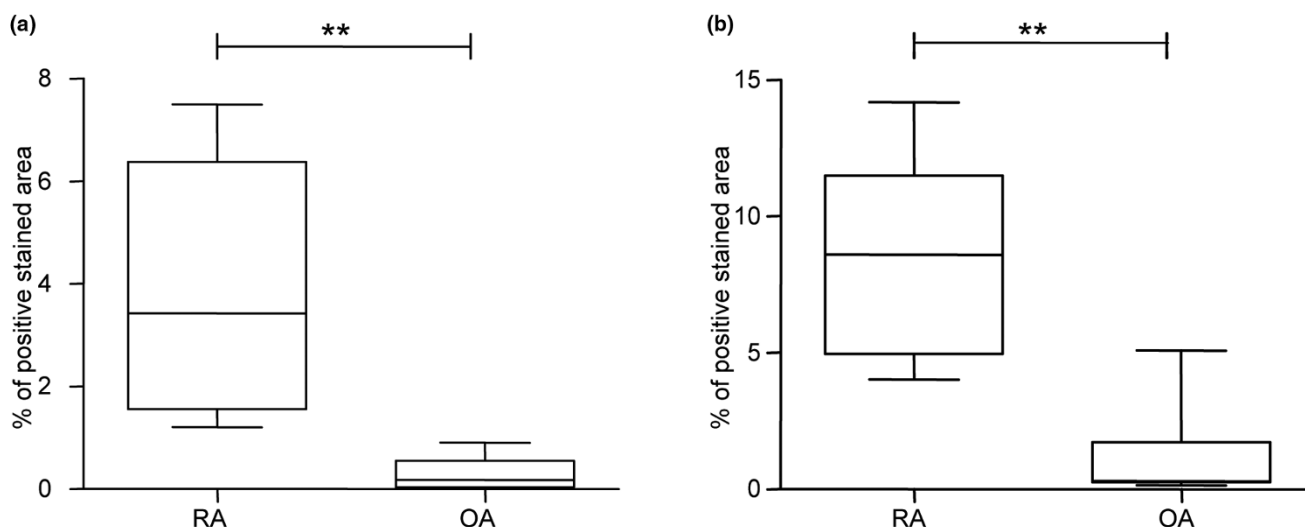 (a)
**
% of positive stained area
8
6
4
2
0
RA OA
(b)
**
% of positive stained area
15
10
5
0
RA OA